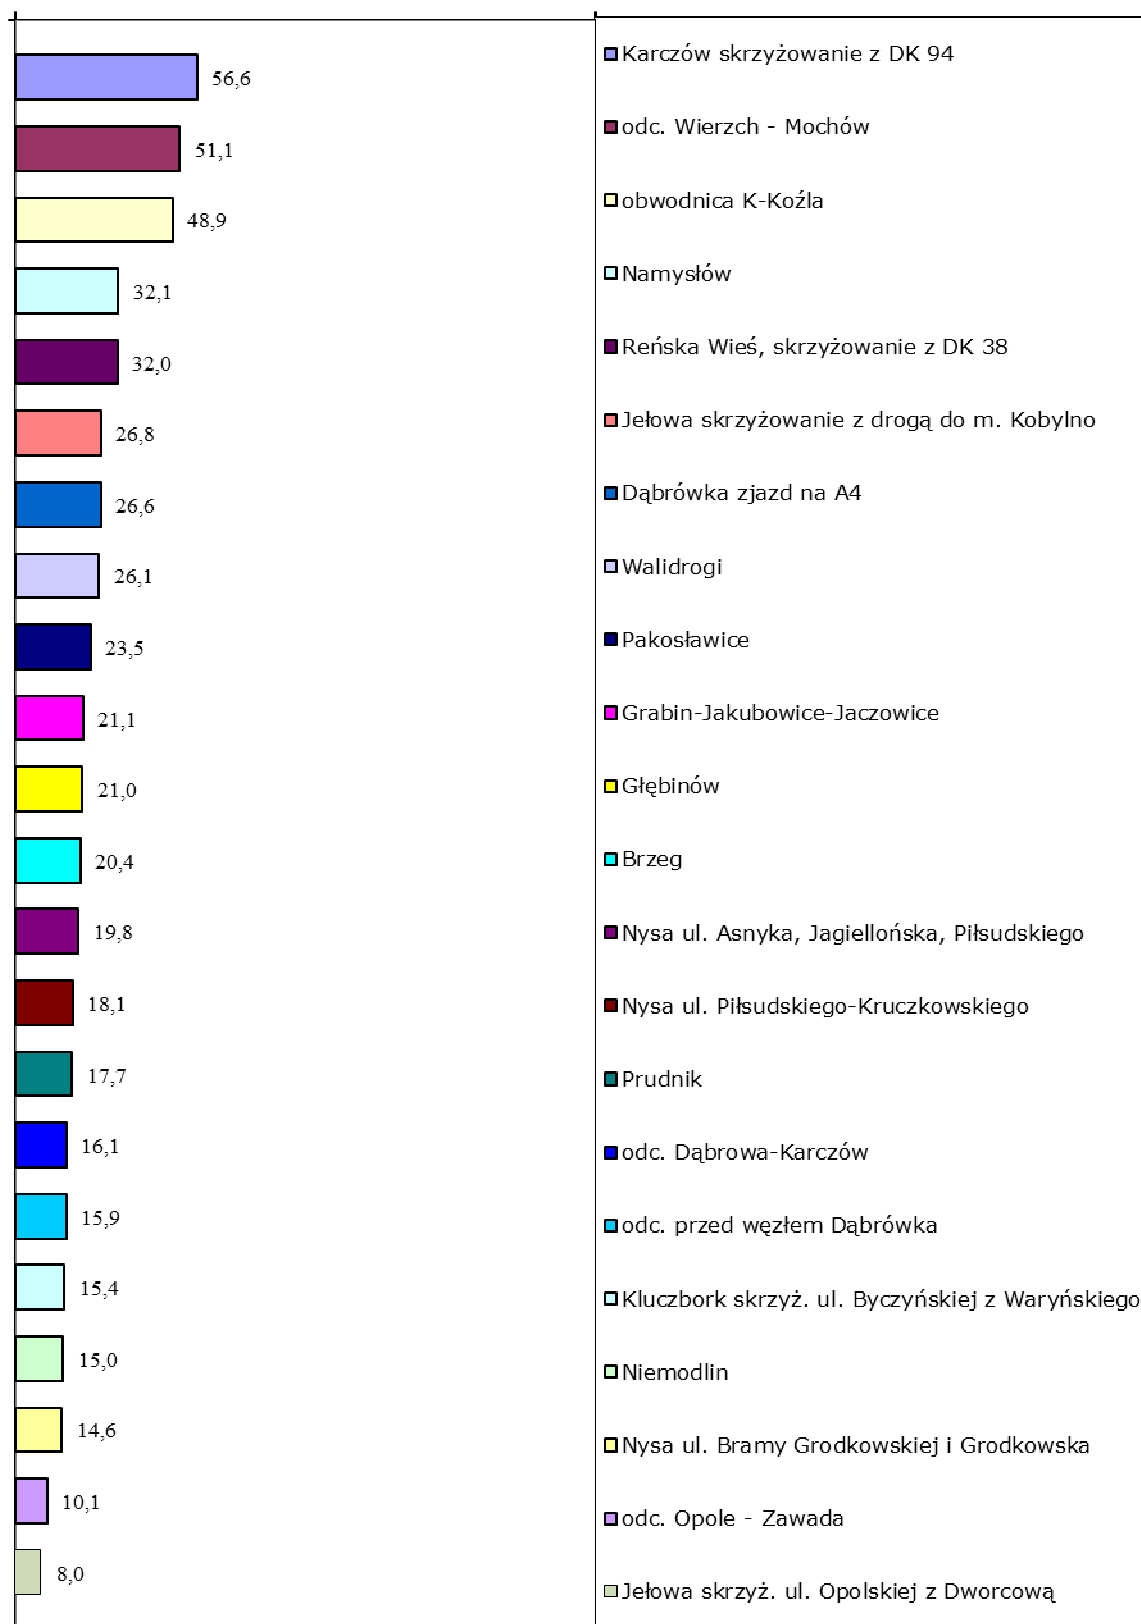 56,6
51,1
48,9
32,1
32,0
26,8
26,6
26,1
23,5
21,1
21,0
20,4
19,8
18,1
17,7
16,1
15,9
15,4
15,0
14,6
10,1
8,0
Karczów skrzyżowanie z DK 94
odc. Wierzch - Mochów
obwodnica K-Koźla
Namysłów
Reńska Wieś, skrzyżowanie z DK 38
Jełowa skrzyżowanie z drogą do m. Kobylno
Dąbrówka zjazd na A4
Walidrogi
Pakosławice
Grabin-Jakubowice-Jaczowice
Głębinów
Brzeg
Nysa ul. Asnyka, Jagiellońska, Piłsudskiego
Nysa ul. Piłsudskiego-Kruczkowskiego
Prudnik
odc. Dąbrowa-Karczów
odc. przed węzłem Dąbrówka
Kluczbork skrzyż. ul. Byczyńskiej z Waryńskiego
Niemodlin
Nysa ul. Bramy Grodkowskiej i Grodkowska
odc. Opole - Zawada
Jełowa skrzyż. ul. Opolskiej z Dworcową